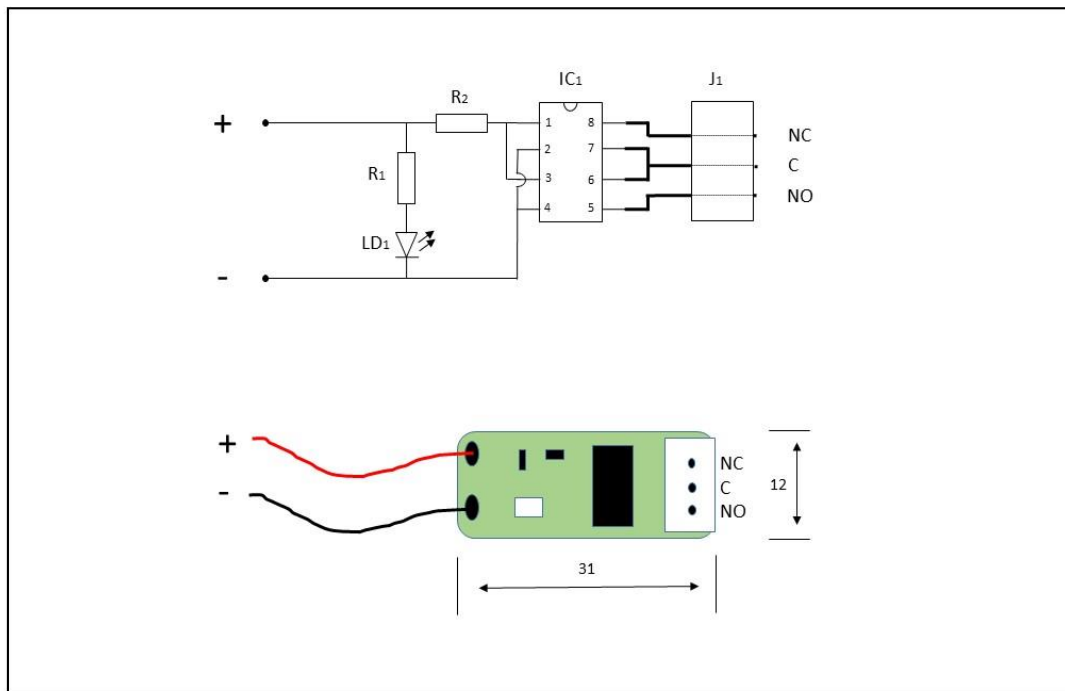 IC1 J1
R2
+ 1 8 NC
2 7 C
R1 3 6 NO
4 5
LD1
-
+
NC
- C 12
NO
31